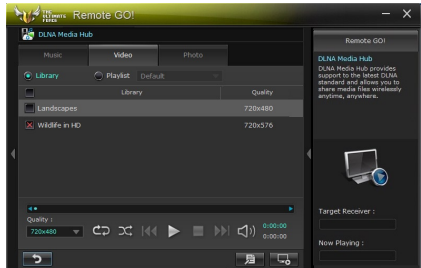 THE ULTIMATE FORCE Remote GO!
DLNA Media Hub
Music Video Photo
Library Playlist Default
Library Quality
Landscapes 720x480
Wildlife in HD 720x576
Quality :
720x480
0:00:00
0:00:00
Remote GO!
DLNA Media Hub
DLNA Media Hub provides
support to the latest DLNA
standard and allows you to
share media files wirelessly
anytime, anywhere.
Target Receiver :
Now Playing :